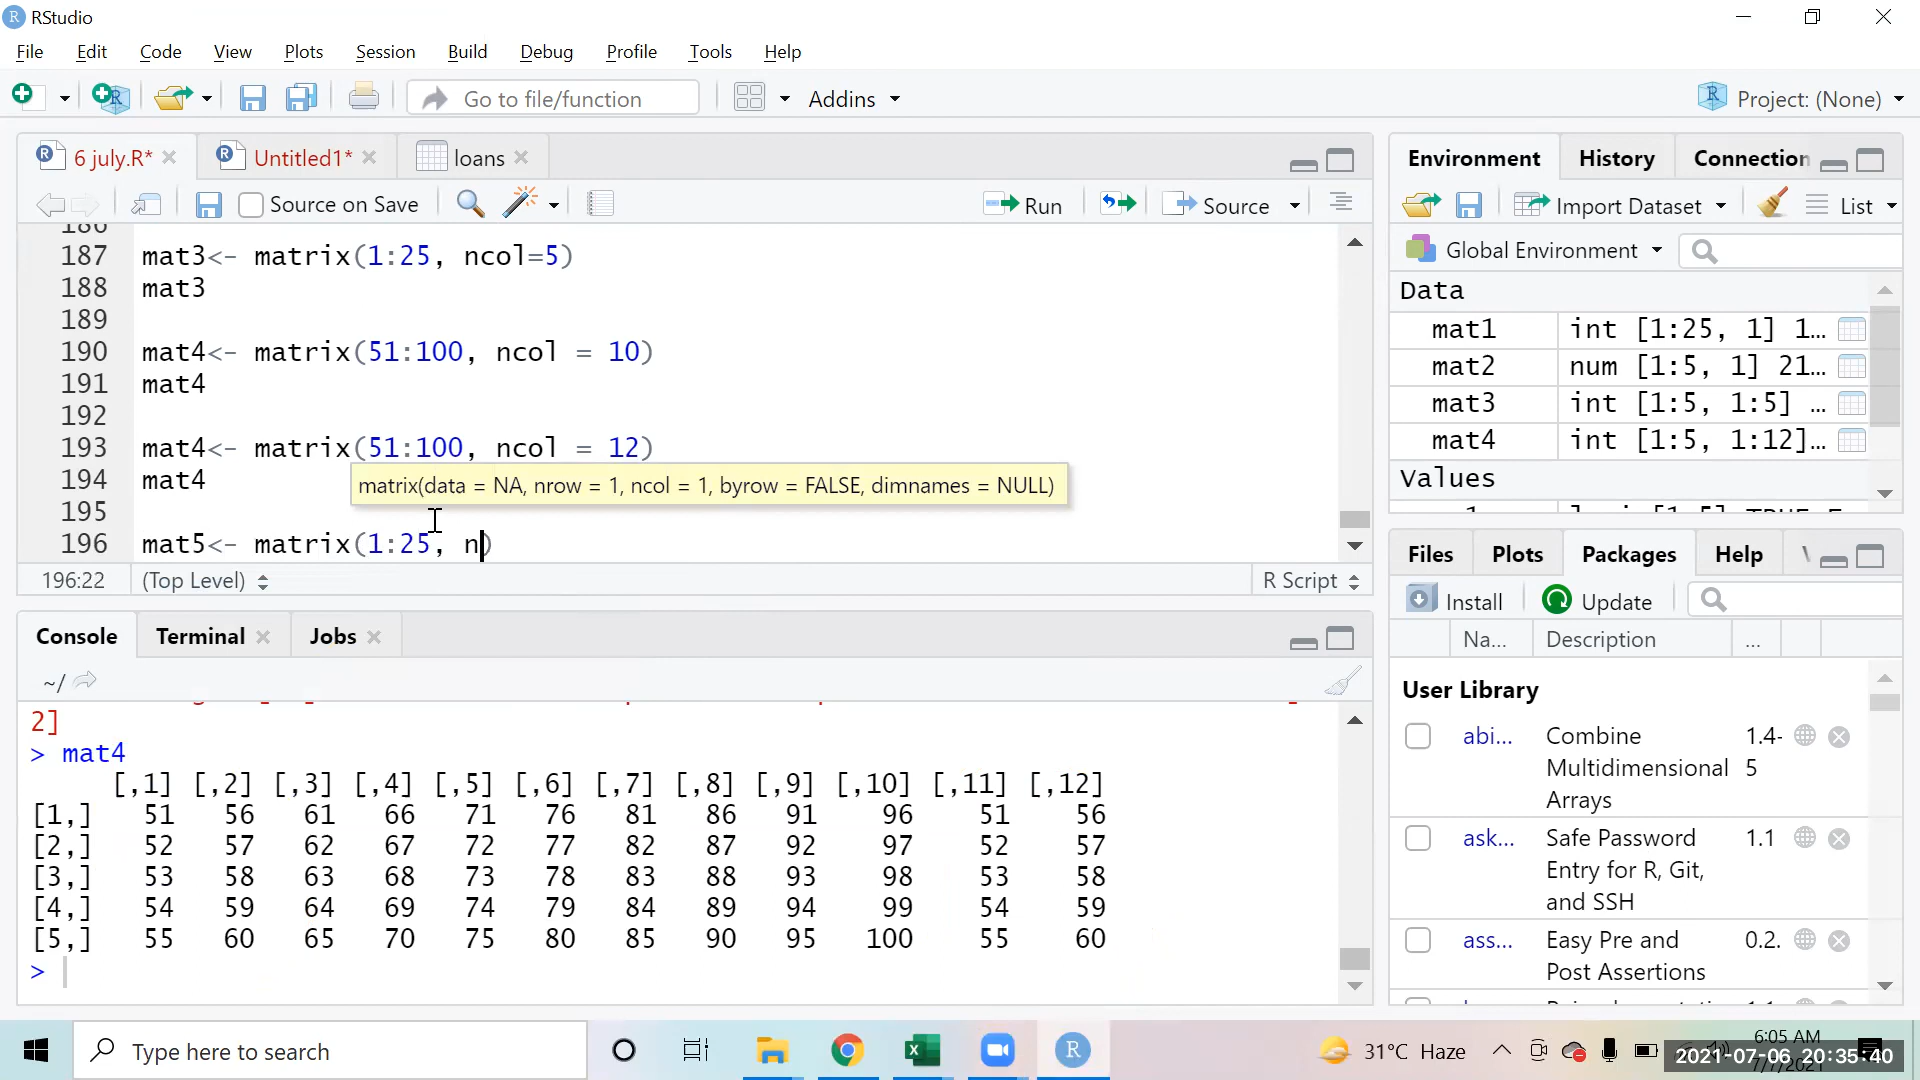 RStudio
File Edit Code View Plots Session Build Debug Profile Tools Help
Go to file/function Addins Project: (None)
6 july.R* Untitled1* loans
Source on Save Run Source
187 mat3<- matrix(1:25, ncol=5)
188 mat3
189
190 mat4<- matrix(51:100, ncol = 10)
191 mat4
192
193 mat4<- matrix(51:100, ncol = 12)
194 mat4
matrix(data = NA, nrow = 1, ncol = 1, byrow = FALSE, dimnames = NULL)
195
196 mat5<- matrix(1:25, n)
196:22 (Top Level) R Script
Console Terminal Jobs
~/
2]
> mat4
[,1] [,2] [,3] [,4] [,5] [,6] [,7] [,8] [,9] [,10] [,11] [,12]
[1,] 51 56 61 66 71 76 81 86 91 96 51 56
[2,] 52 57 62 67 72 77 82 87 92 97 52 57
[3,] 53 58 63 68 73 78 83 88 93 98 53 58
[4,] 54 59 64 69 74 79 84 89 94 99 54 59
[5,] 55 60 65 70 75 80 85 90 95 100 55 60
>
Environment History Connection
Import Dataset List
Global Environment
Data
mat1 int [1:25, 1] 1...
mat2 num [1:5, 1] 21...
mat3 int [1:5, 1:5] ...
mat4 int [1:5, 1:12]...
Values
Files Plots Packages Help
Install Update
Na... Description ...
User Library
abi... Combine 1.4-
Multidimensional 5
Arrays
ask... Safe Password 1.1
Entry for R, Git,
and SSH
ass... Easy Pre and 0.2.
Post Assertions
Type here to search
31°C Haze
6:05 AM
2021-07-06 20:35:40